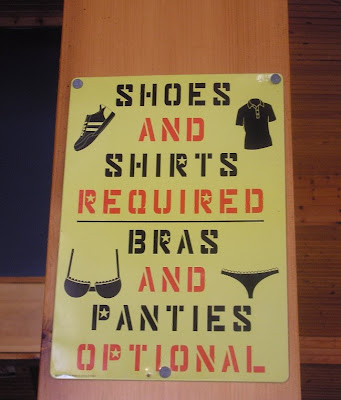 SHOES
AND
SHIRTS
REQUIRED
BRAS
AND
PANTIES
OPTIONAL